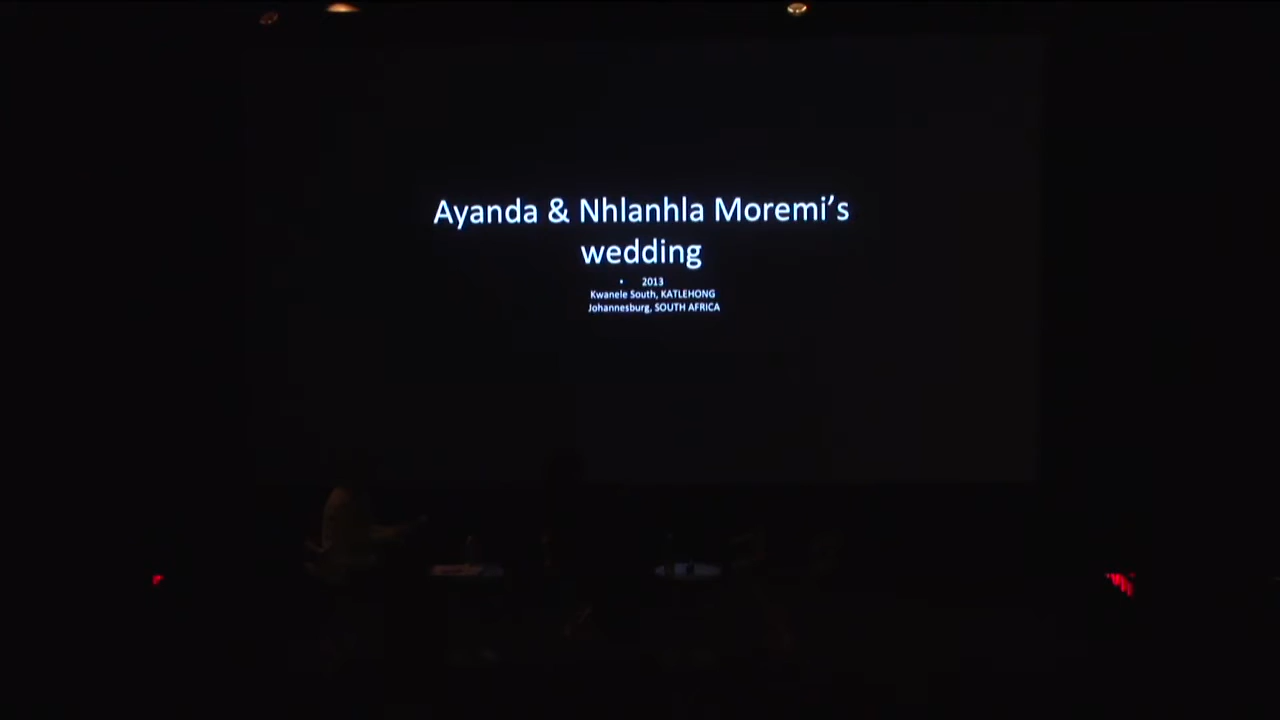 Ayanda & Nhlanhla Moremi's
wedding
• 2013
Kwanele South, KATLEHONG
Johannesburg, SOUTH AFRICA